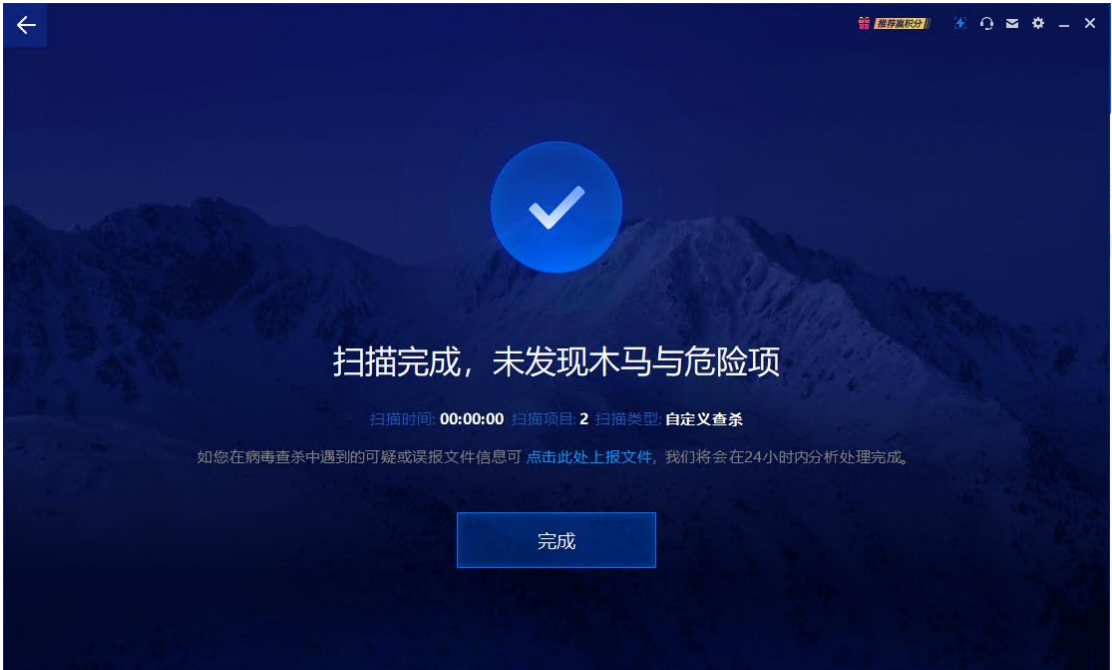 推荐赢积分
扫描完成，未发现木马与危险项
扫描时间: 00:00:00 扫描项目: 2 扫描类型: 自定义查杀
如您在病毒查杀中遇到的可疑或误报文件信息可 点击此处上报文件，我们将会在24小时内分析处理完成。
完成